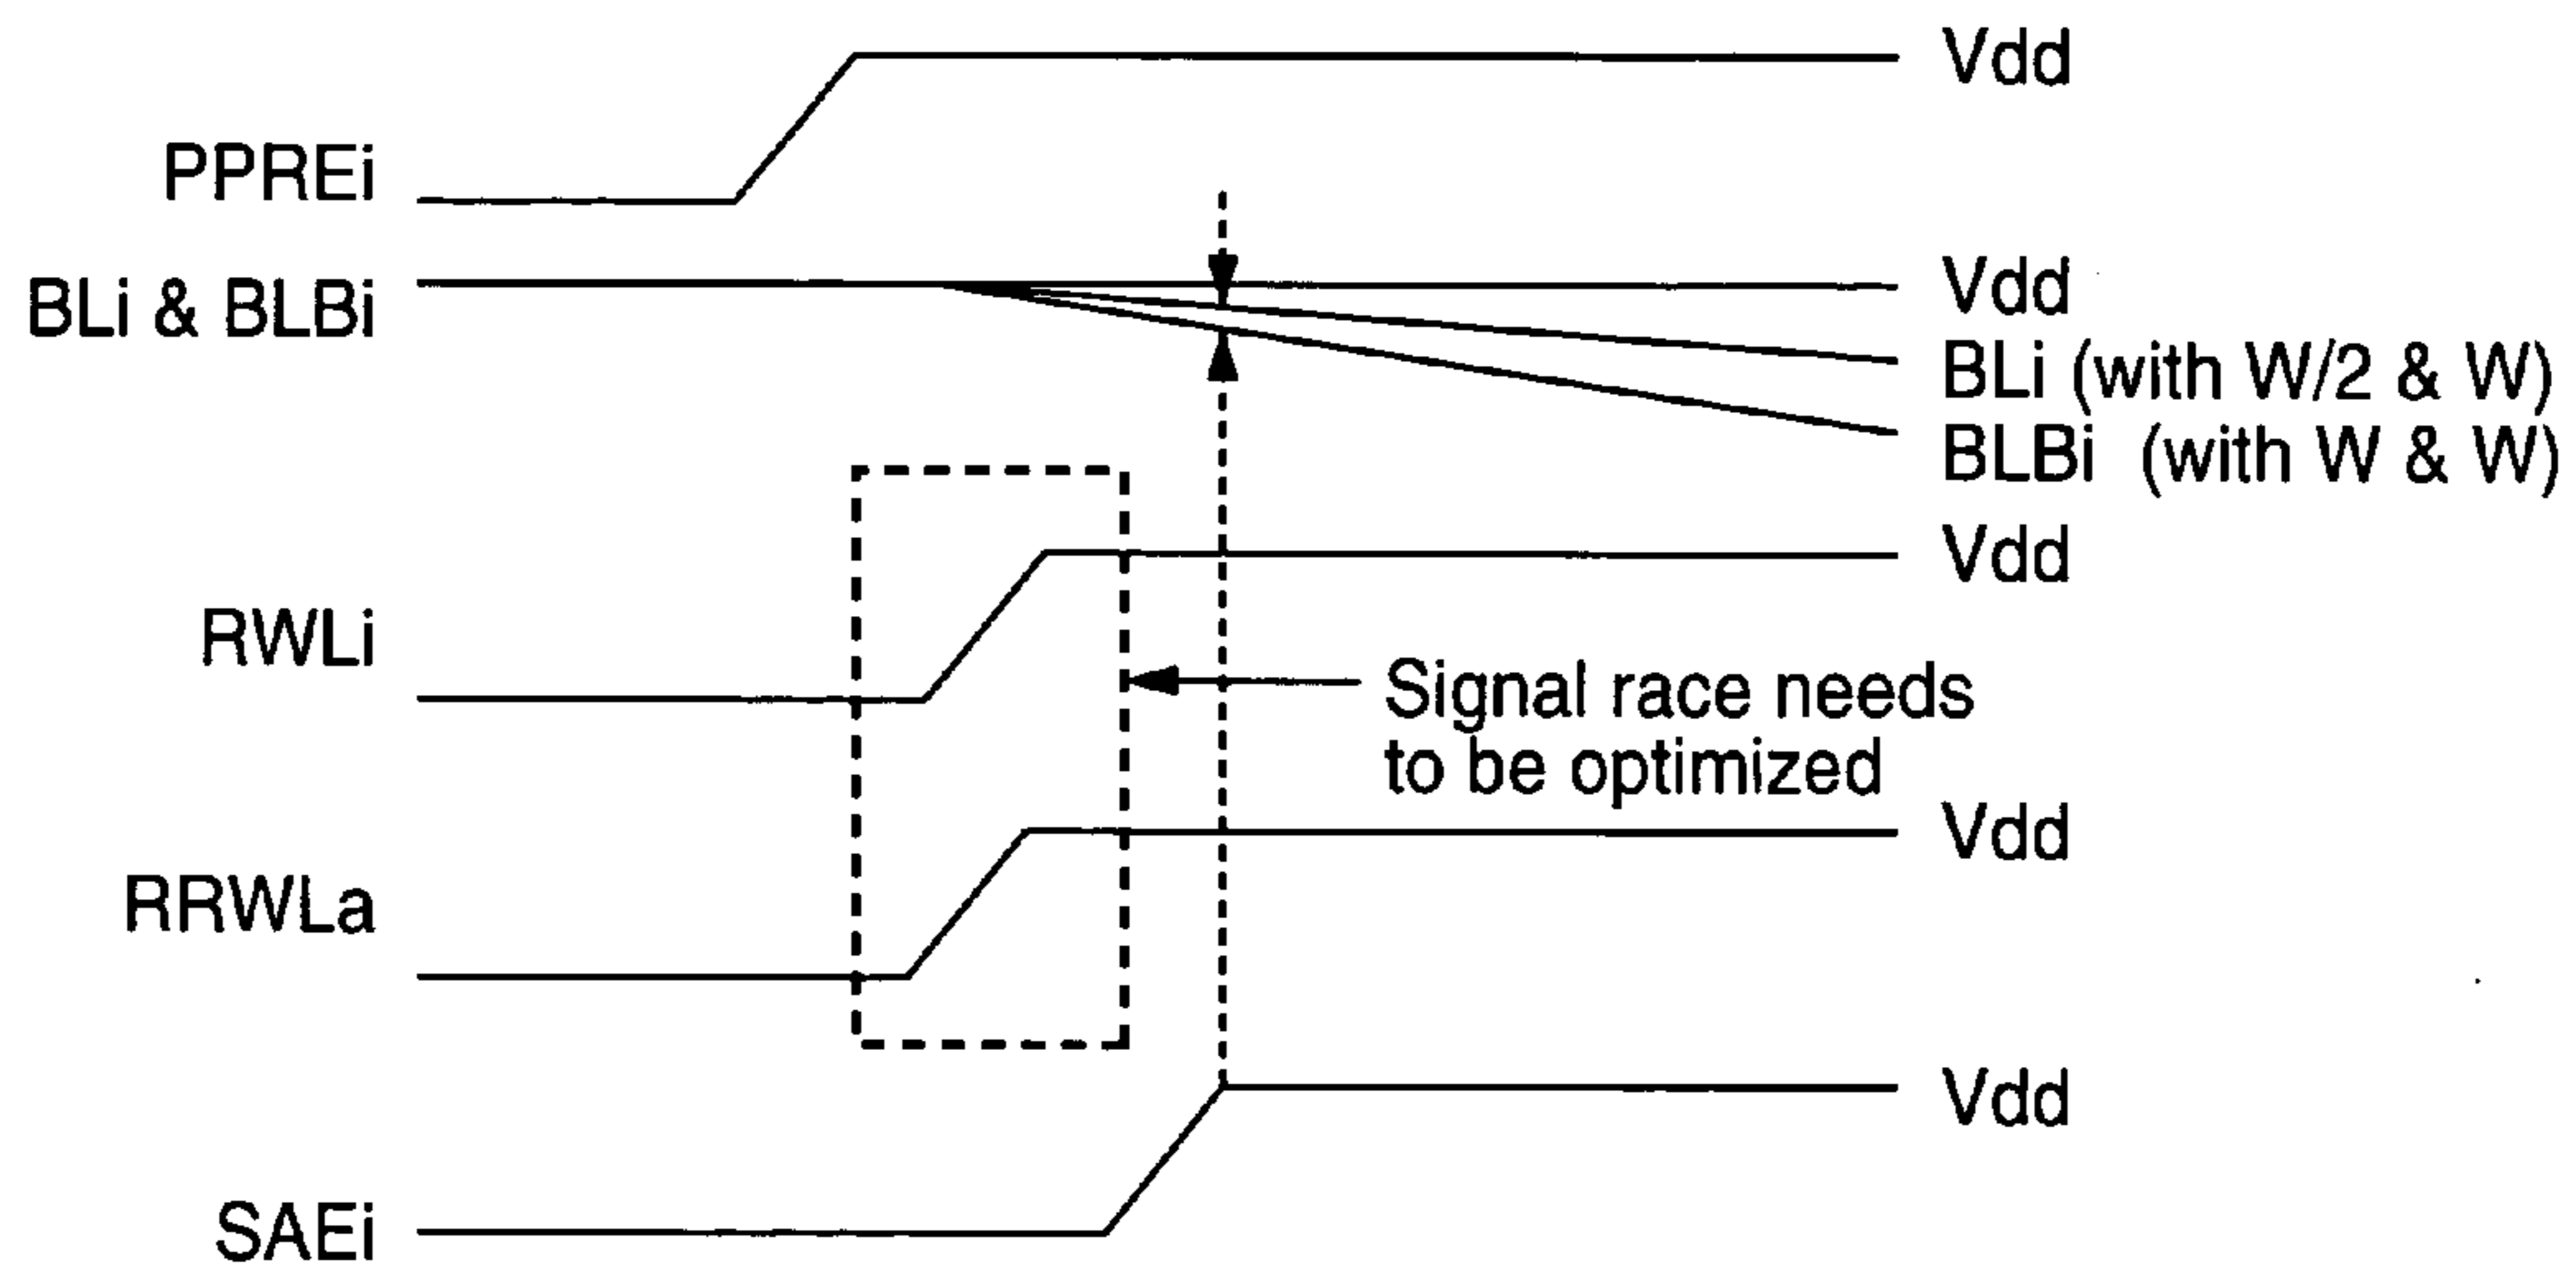 Vdd
PPREi
Vdd
BLi & BLBi
BLi (with W/2 & W)
BLBi (with W & W)
Vdd
RWLi
Signal race needs
to be optimized
Vdd
RRWLa
Vdd
SAEi